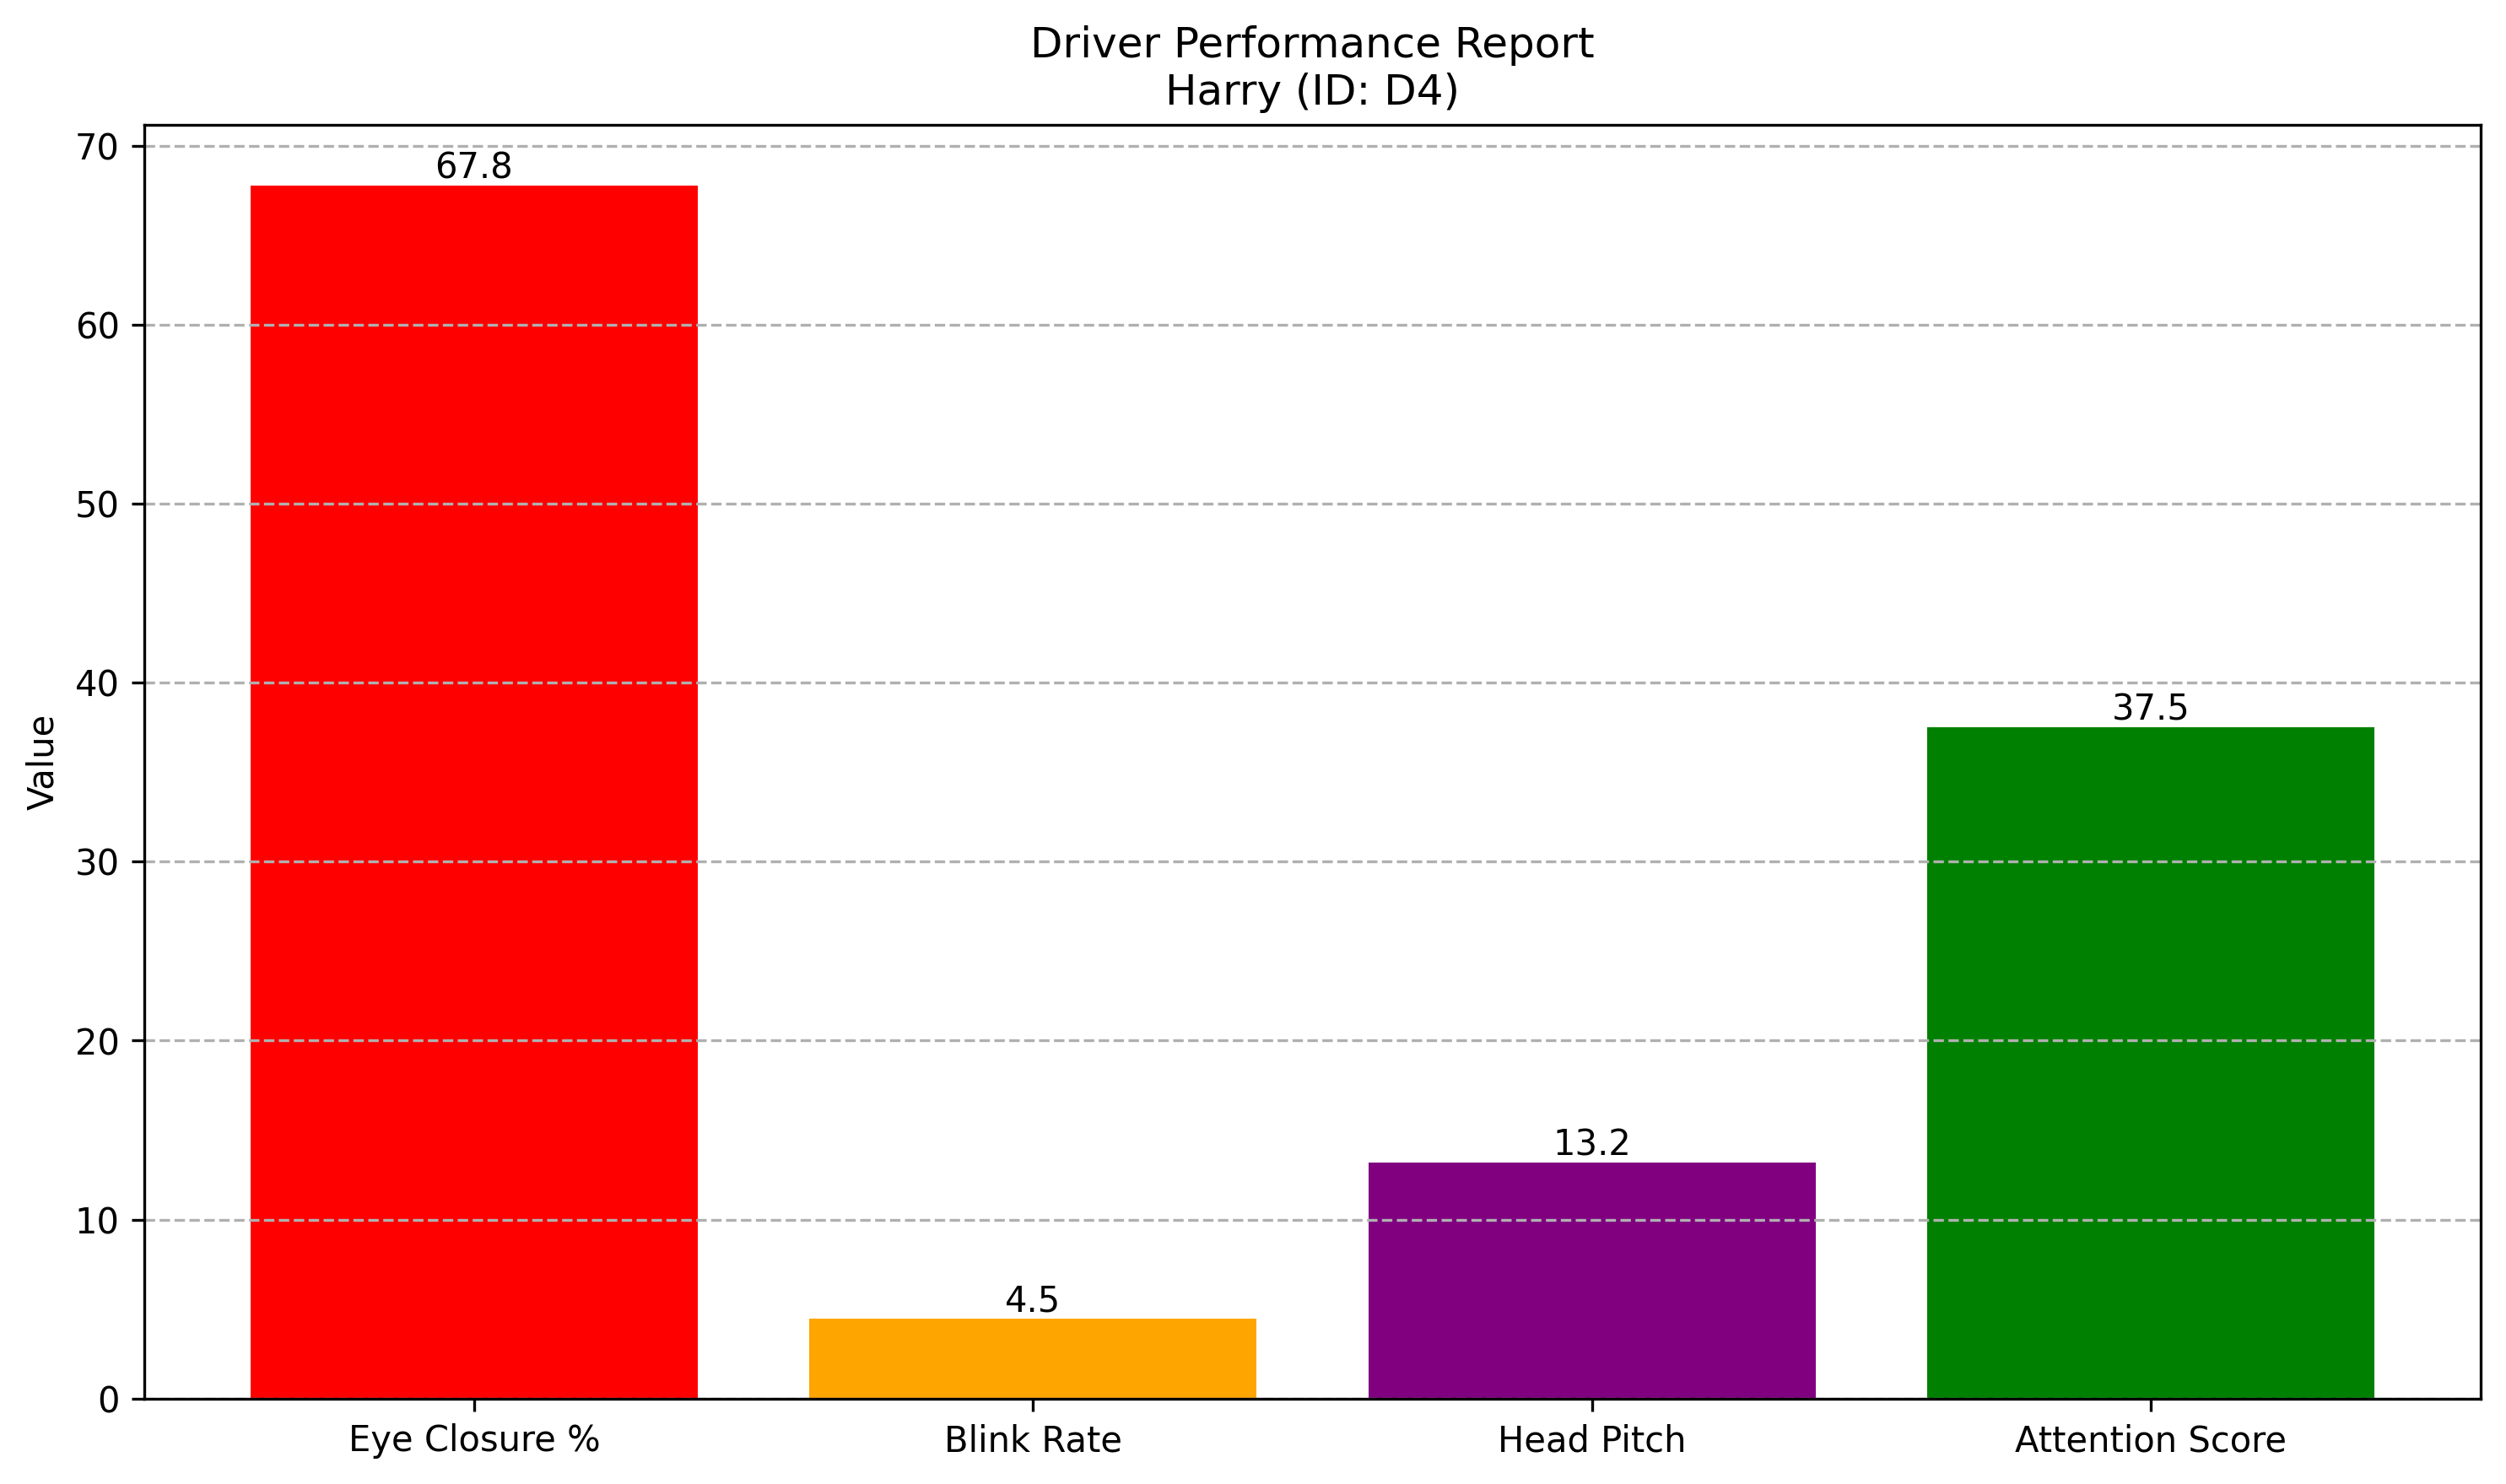 Driver Performance Report
Harry (ID: D4)
70
60
50
40
30
20
10
0
Value
67.8
4.5
13.2
37.5
Eye Closure %
Blink Rate
Head Pitch
Attention Score